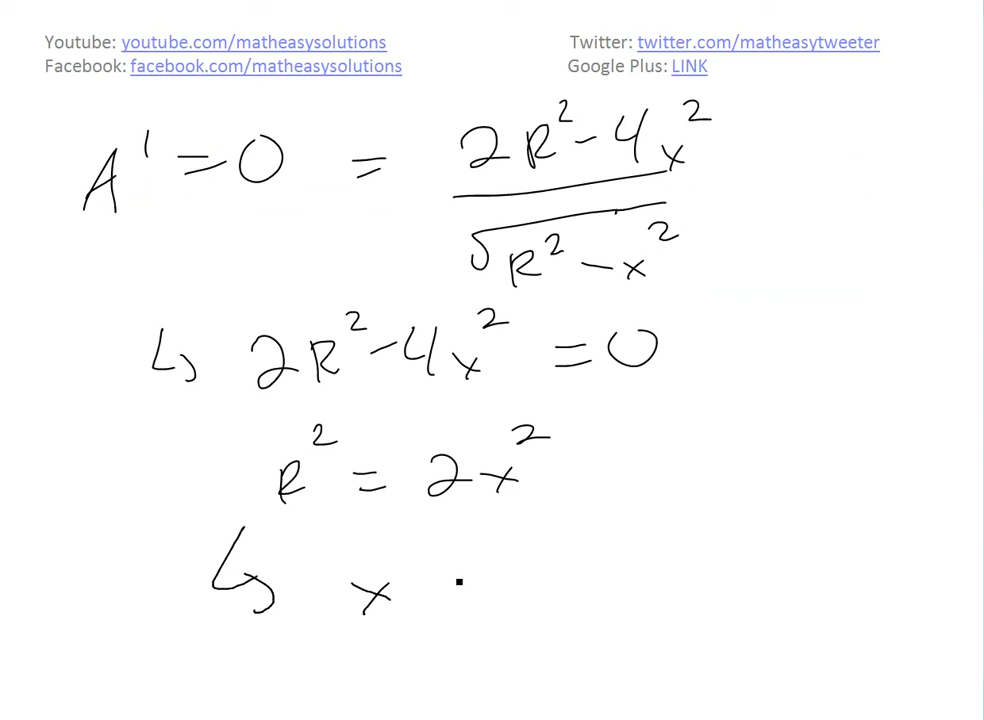 Youtube: youtube.com/matheasysolutions Twitter: twitter.com/matheasytweeter
Facebook: facebook.com/matheasysolutions Google Plus: LINK
A' = 0 = (2R² - 4x²) / √(R² - x²)
↳ 2R² - 4x² = 0
R² = 2x²
↳ x